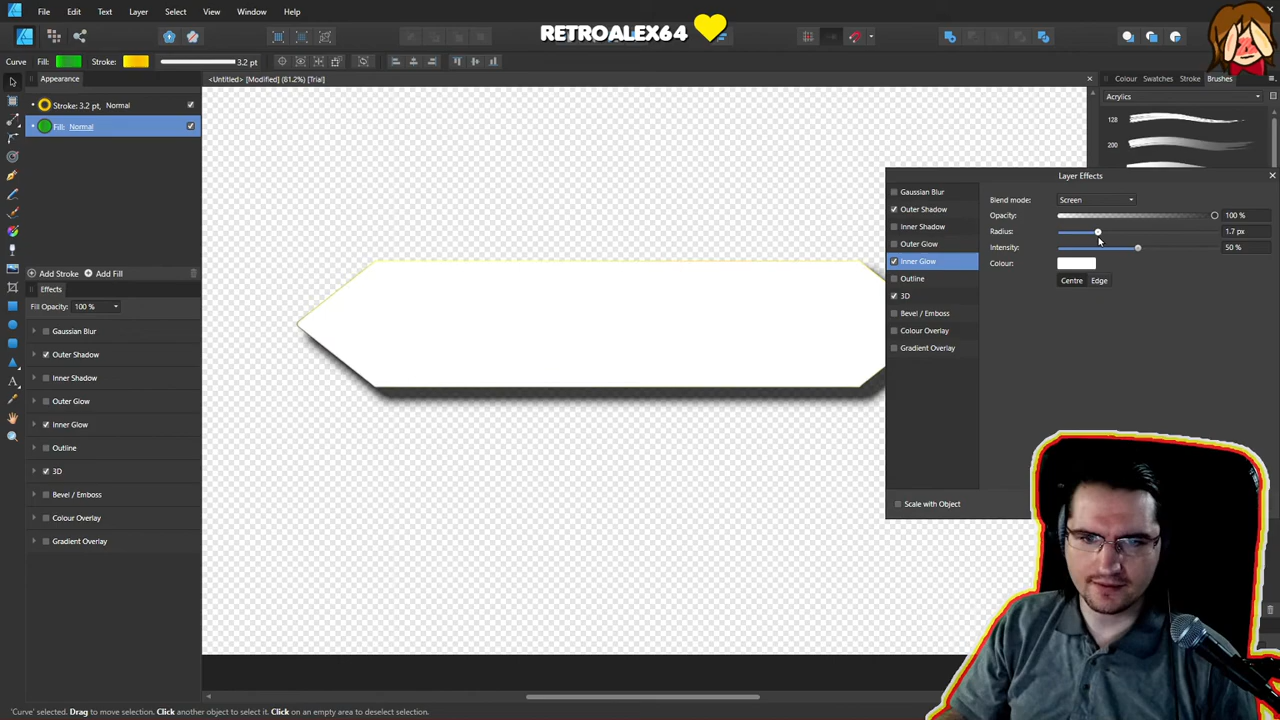 File Edit Text Layer Select View Window Help
RETROALEX64
Curve Fill: Stroke: 3.2 pt
Appearance
<Untitled> [Modified] (81.2%) [Trial]
Colour Swatches Stroke Brushes
Acrylics
Stroke: 3.2 pt, Normal
Fill: Normal
128
200
Layer Effects
Gaussian Blur
Outer Shadow
Inner Shadow
Outer Glow
Inner Glow
Outline
3D
Bevel / Emboss
Colour Overlay
Gradient Overlay
Blend mode: Screen
Opacity: 100 %
Radius: 1.7 px
Intensity: 50 %
Colour:
Centre Edge
Scale with Object
Add Stroke Add Fill
Effects
Fill Opacity: 100 %
Gaussian Blur
Outer Shadow
Inner Shadow
Outer Glow
Inner Glow
Outline
3D
Bevel / Emboss
Colour Overlay
Gradient Overlay
'Curve' selected. Drag to move selection. Click another object to select it. Click on an empty area to deselect selection.